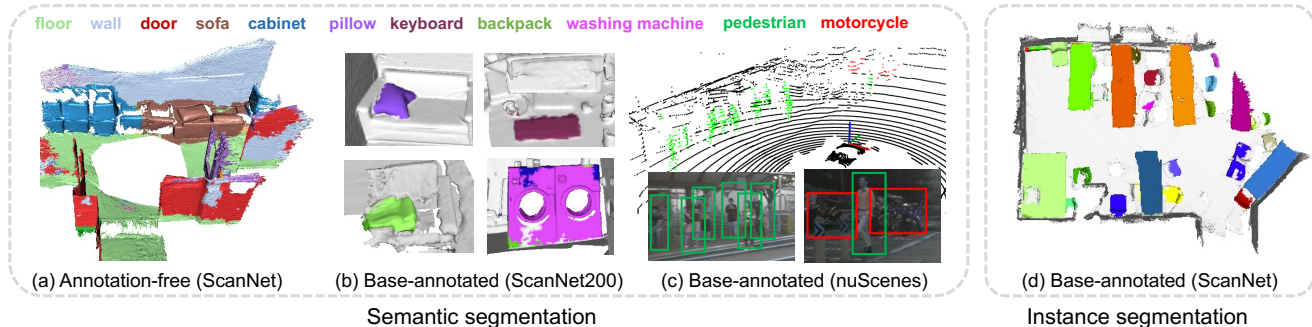 floor wall door sofa cabinet pillow keyboard backpack washing machine pedestrian motorcycle
(a) Annotation-free (ScanNet) (b) Base-annotated (ScanNet200) (c) Base-annotated (nuScenes) (d) Base-annotated (ScanNet)
Semantic segmentation Instance segmentation